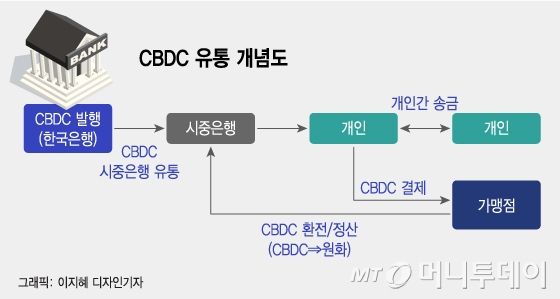 BANK
CBDC 유통 개념도
CBDC 발행
(한국은행)
시중은행
개인
개인간 송금
개인
CBDC
시중은행 유통
CBDC 결제
가맹점
CBDC 환전/정산
(CBDC⇒원화)
그래픽: 이지혜 디자인기자
MT 머니투데이